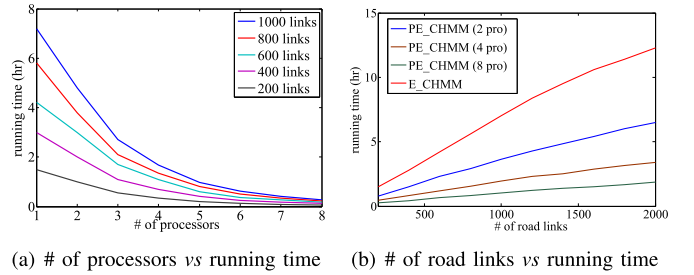 8
6
4
2
0
running time (hr)
1000 links
800 links
600 links
400 links
200 links
1 2 3 4 5 6 7 8
# of processors
(a) # of processors vs running time
15
10
5
0
running time (hr)
PE_CHMM (2 pro)
PE_CHMM (4 pro)
PE_CHMM (8 pro)
E_CHMM
500 1000 1500 2000
# of road links
(b) # of road links vs running time